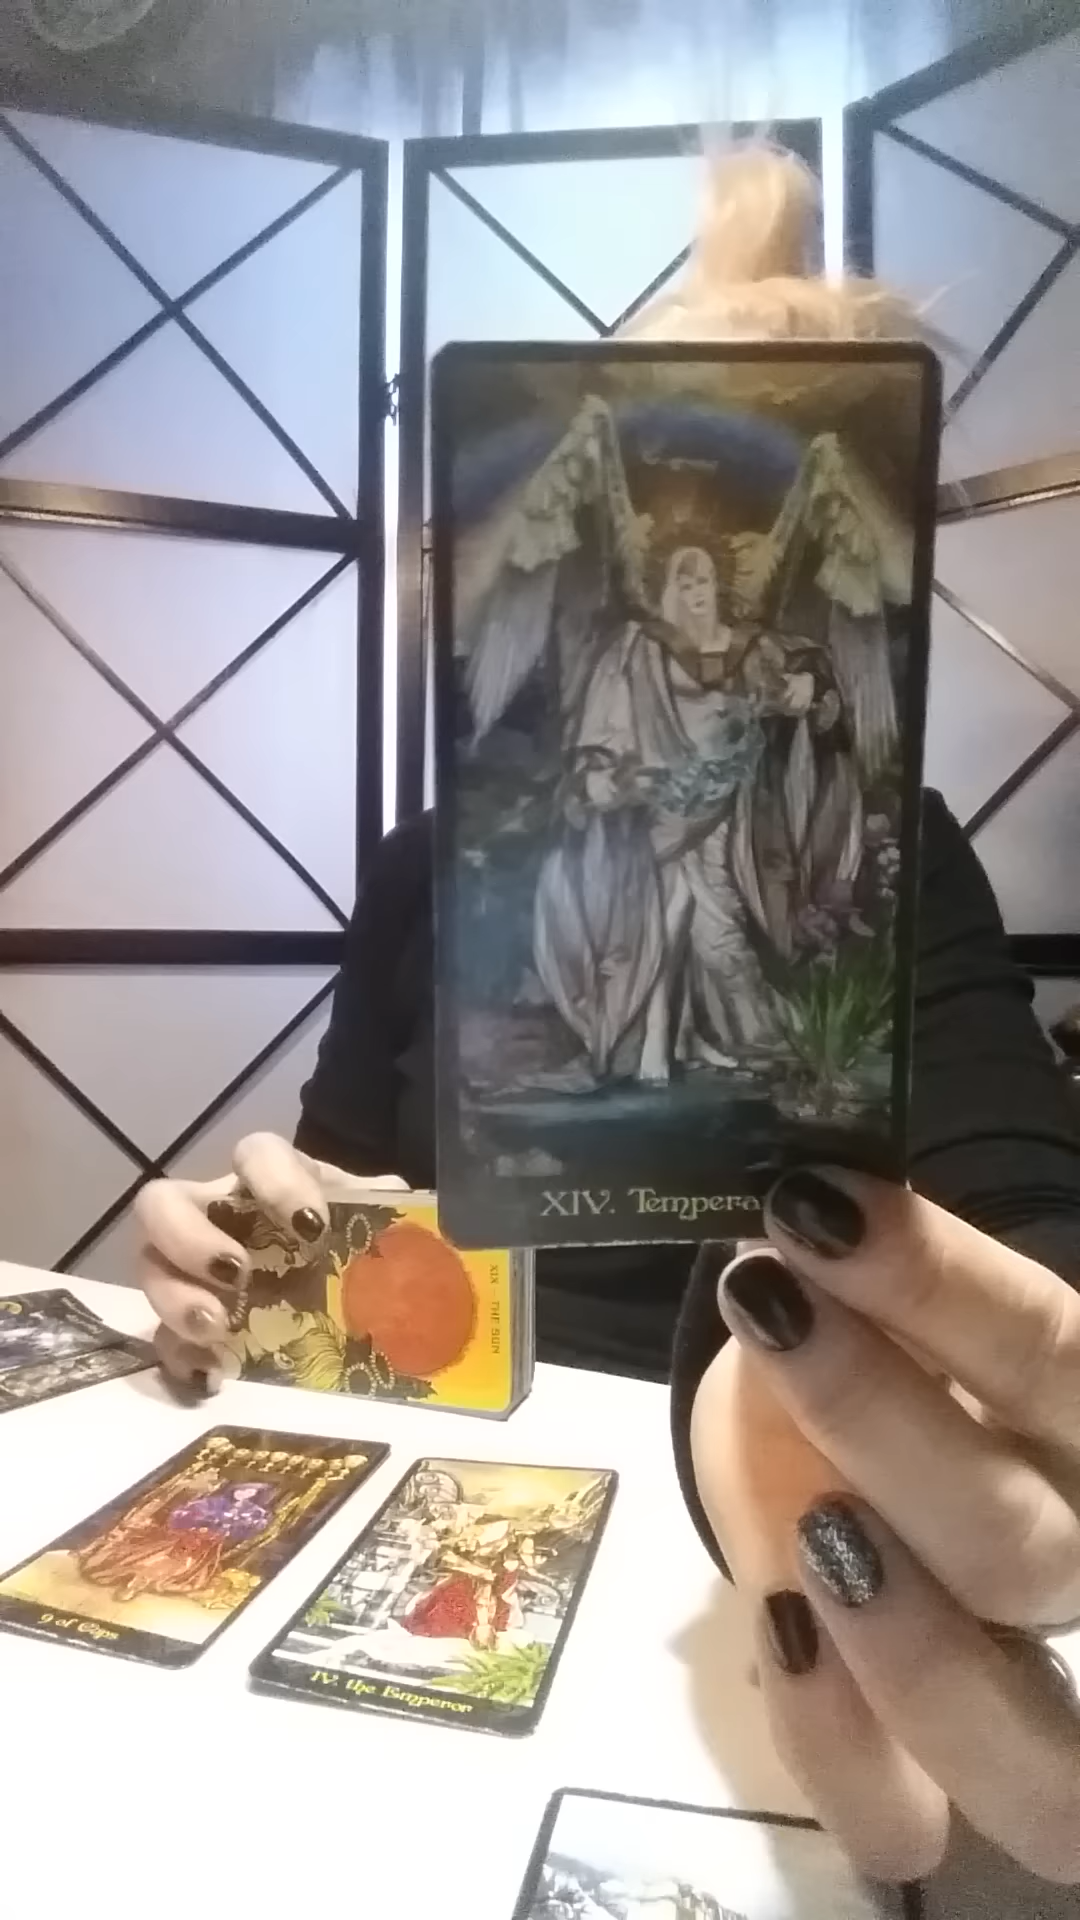 XIV. Tempera
XIX - THE SUN
9 of Cups
IV. the Emperor